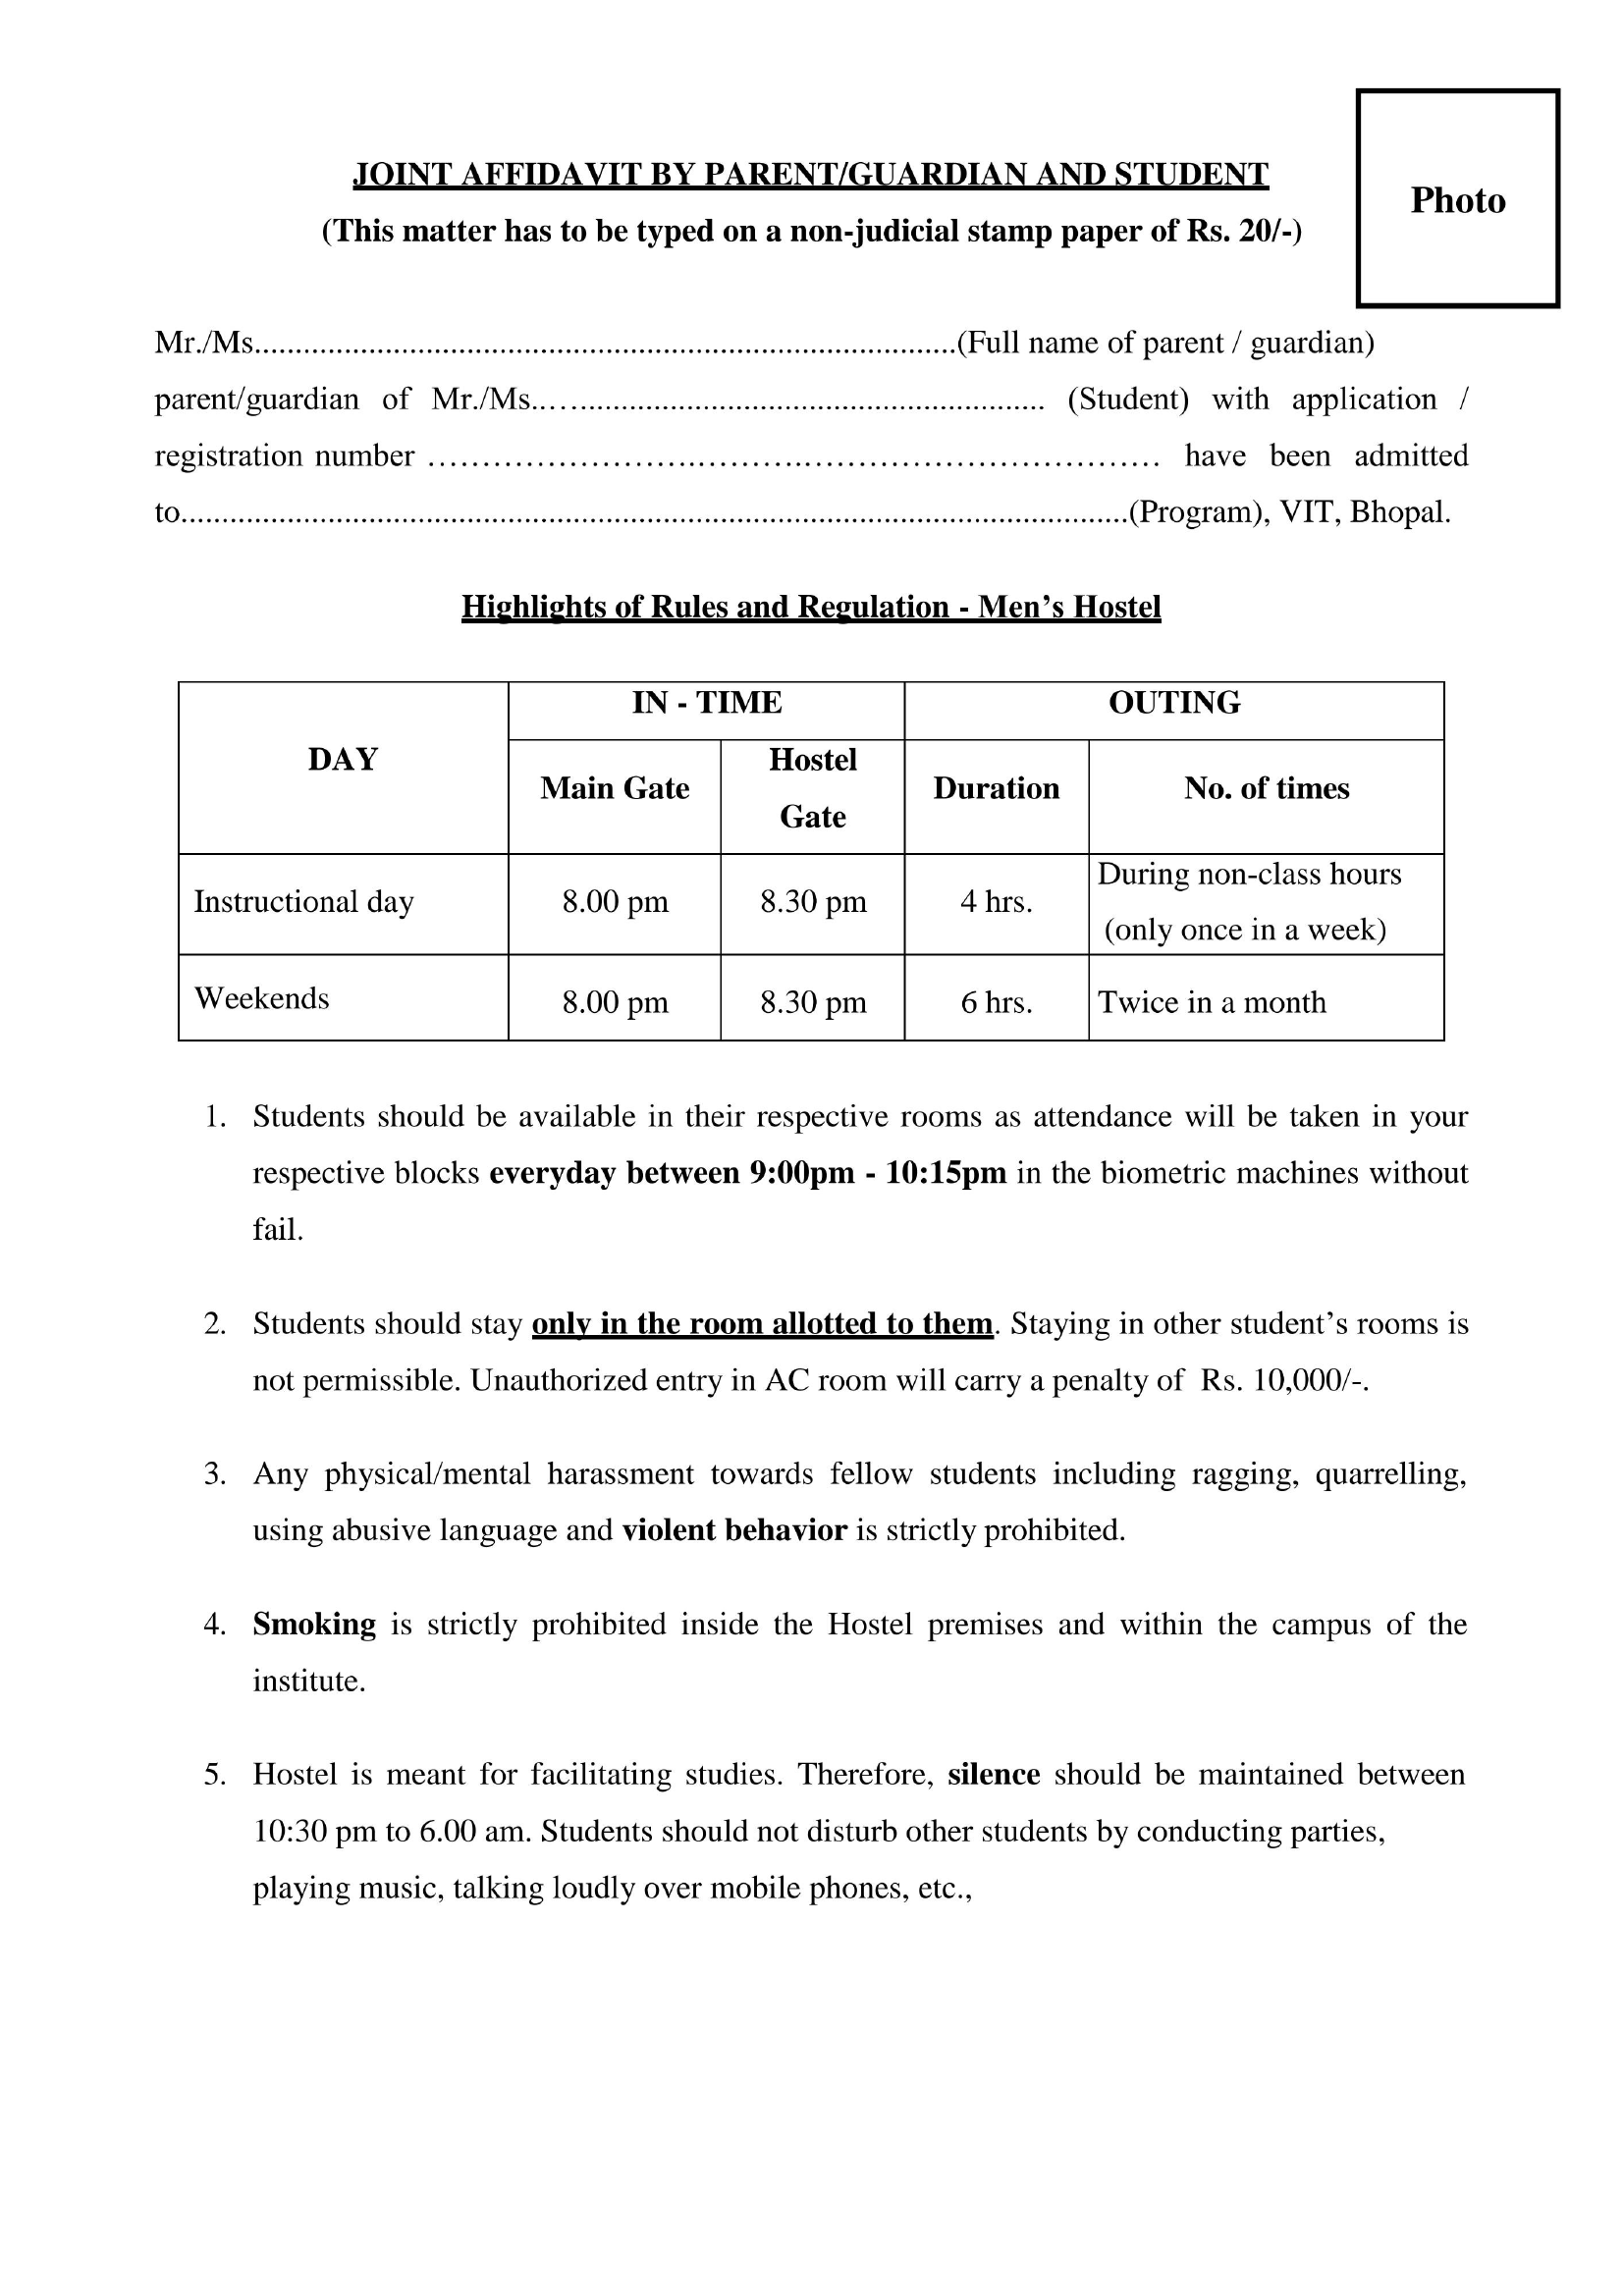 Photo
JOINT AFFIDAVIT BY PARENT/GUARDIAN AND STUDENT
(This matter has to be typed on a non-judicial stamp paper of Rs. 20/-)
Mr./Ms......................................................................................(Full name of parent / guardian)
parent/guardian of Mr./Ms..….......................................................... (Student) with application /
registration number ………………………………………………………… have been admitted
to....................................................................................................................(Program), VIT, Bhopal.
Highlights of Rules and Regulation - Men’s Hostel
DAY
IN - TIME
OUTING
Main Gate
Hostel
Gate
Duration
No. of times
Instructional day
8.00 pm
8.30 pm
4 hrs.
During non-class hours
(only once in a week)
Weekends
8.00 pm
8.30 pm
6 hrs.
Twice in a month
1. Students should be available in their respective rooms as attendance will be taken in your
respective blocks everyday between 9:00pm - 10:15pm in the biometric machines without
fail.
2. Students should stay only in the room allotted to them. Staying in other student’s rooms is
not permissible. Unauthorized entry in AC room will carry a penalty of Rs. 10,000/-.
3. Any physical/mental harassment towards fellow students including ragging, quarrelling,
using abusive language and violent behavior is strictly prohibited.
4. Smoking is strictly prohibited inside the Hostel premises and within the campus of the
institute.
5. Hostel is meant for facilitating studies. Therefore, silence should be maintained between
10:30 pm to 6.00 am. Students should not disturb other students by conducting parties,
playing music, talking loudly over mobile phones, etc.,